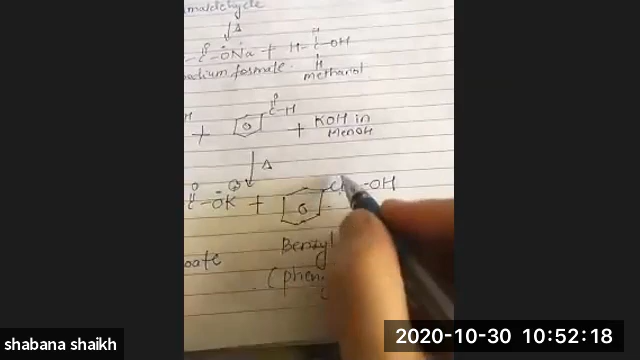 maldehyde
↓ Δ
O H
- C - ONa + H - C - OH
H
sodium formate. methanol
O
H + C - H + KOH in
MenOH
↓ Δ
O
C - OK + - OH
oate Benzyl
(phen
shabana shaikh 2020-10-30 10:52:18